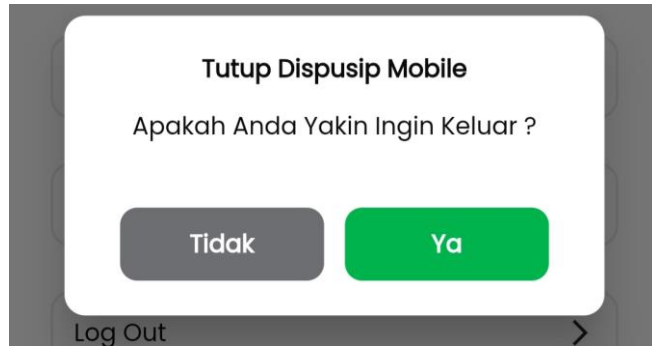 Tutup Dispusip Mobile
Apakah Anda Yakin Ingin Keluar ?
Tidak
Ya
Log Out